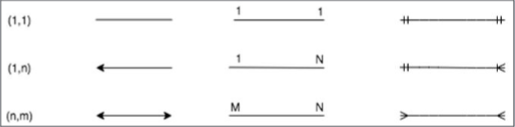 (1,1) 1 1
(1,n) 1 N
(n,m) M N